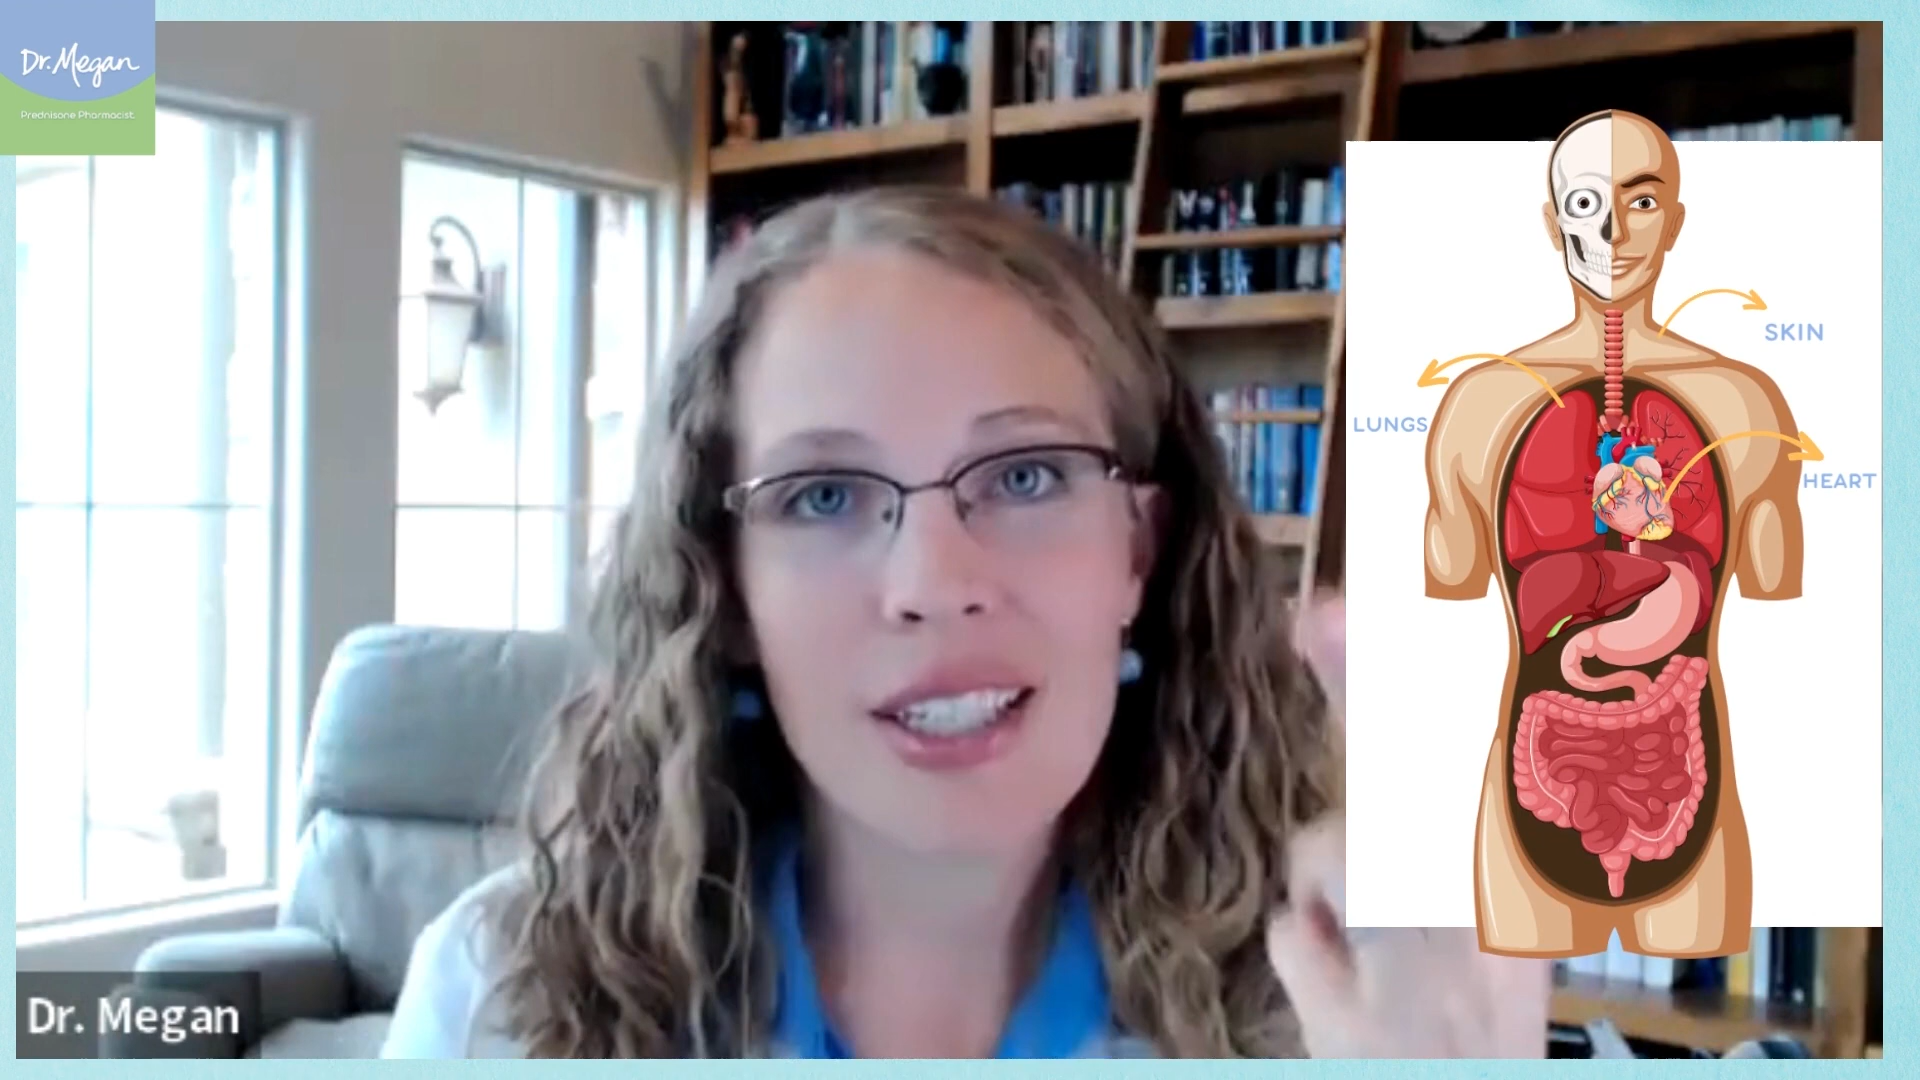 Dr. Megan
Prednisone Pharmacist
SKIN
LUNGS
HEART
Dr. Megan